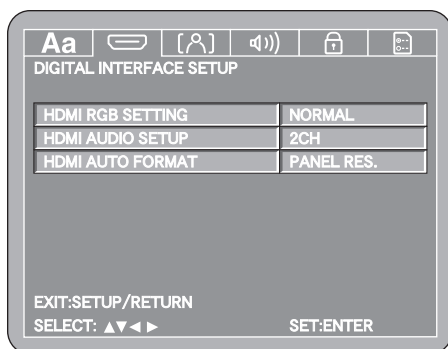 Aa
DIGITAL INTERFACE SETUP
HDMI RGB SETTING NORMAL
HDMI AUDIO SETUP 2CH
HDMI AUTO FORMAT PANEL RES.
EXIT:SETUP/RETURN
SELECT: ▲▼◄► SET:ENTER